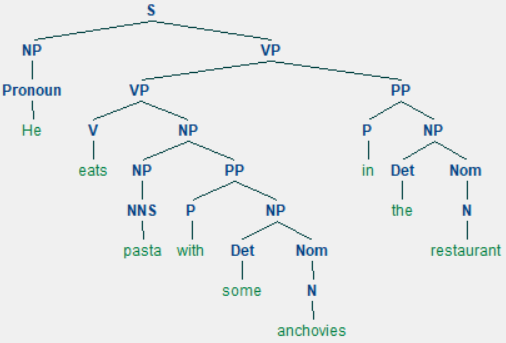 S
NP VP
Pronoun VP PP
He V NP P NP
eats NP PP in Det Nom
NNS P NP the N
pasta with Det Nom restaurant
some N
anchovies